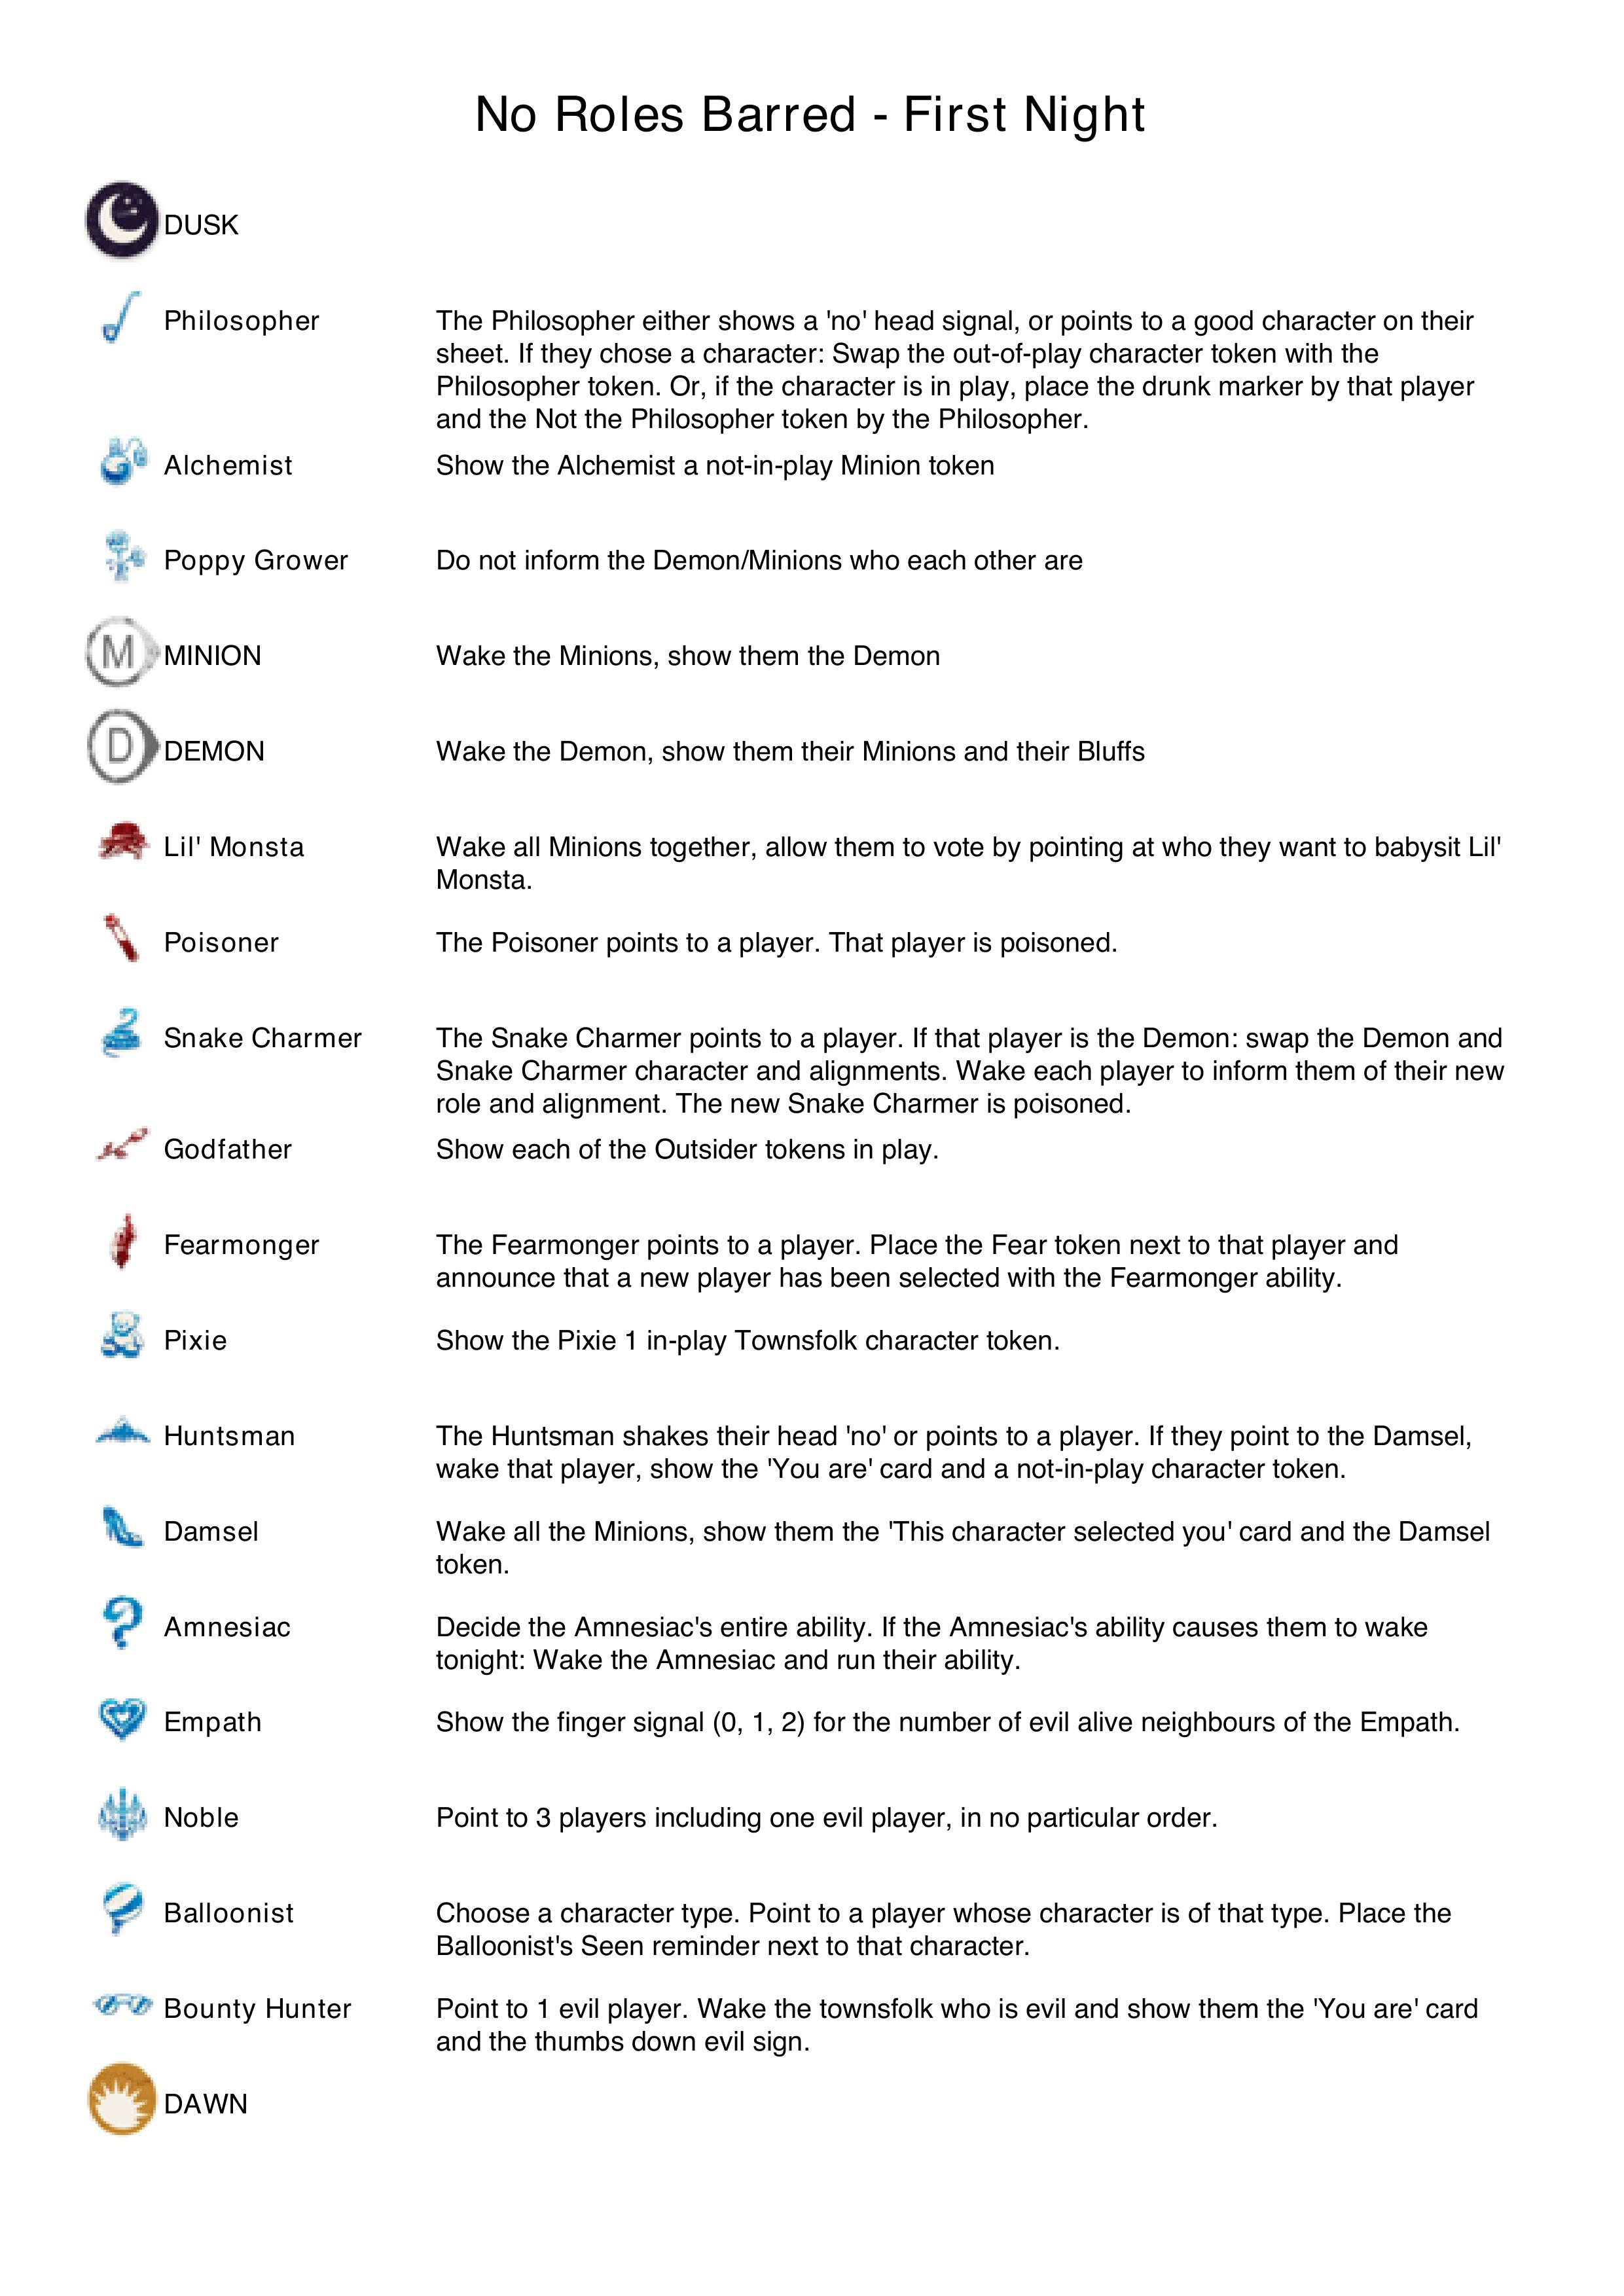 No Roles Barred - First Night
DUSK
Philosopher The Philosopher either shows a 'no' head signal, or points to a good character on their
sheet. If they chose a character: Swap the out-of-play character token with the
Philosopher token. Or, if the character is in play, place the drunk marker by that player
and the Not the Philosopher token by the Philosopher.
Alchemist Show the Alchemist a not-in-play Minion token
Poppy Grower Do not inform the Demon/Minions who each other are
M MINION Wake the Minions, show them the Demon
D DEMON Wake the Demon, show them their Minions and their Bluffs
Lil' Monsta Wake all Minions together, allow them to vote by pointing at who they want to babysit Lil'
Monsta.
Poisoner The Poisoner points to a player. That player is poisoned.
Snake Charmer The Snake Charmer points to a player. If that player is the Demon: swap the Demon and
Snake Charmer character and alignments. Wake each player to inform them of their new
role and alignment. The new Snake Charmer is poisoned.
Godfather Show each of the Outsider tokens in play.
Fearmonger The Fearmonger points to a player. Place the Fear token next to that player and
announce that a new player has been selected with the Fearmonger ability.
Pixie Show the Pixie 1 in-play Townsfolk character token.
Huntsman The Huntsman shakes their head 'no' or points to a player. If they point to the Damsel,
wake that player, show the 'You are' card and a not-in-play character token.
Damsel Wake all the Minions, show them the 'This character selected you' card and the Damsel
token.
Amnesiac Decide the Amnesiac's entire ability. If the Amnesiac's ability causes them to wake
tonight: Wake the Amnesiac and run their ability.
Empath Show the finger signal (0, 1, 2) for the number of evil alive neighbours of the Empath.
Noble Point to 3 players including one evil player, in no particular order.
Balloonist Choose a character type. Point to a player whose character is of that type. Place the
Balloonist's Seen reminder next to that character.
Bounty Hunter Point to 1 evil player. Wake the townsfolk who is evil and show them the 'You are' card
and the thumbs down evil sign.
DAWN